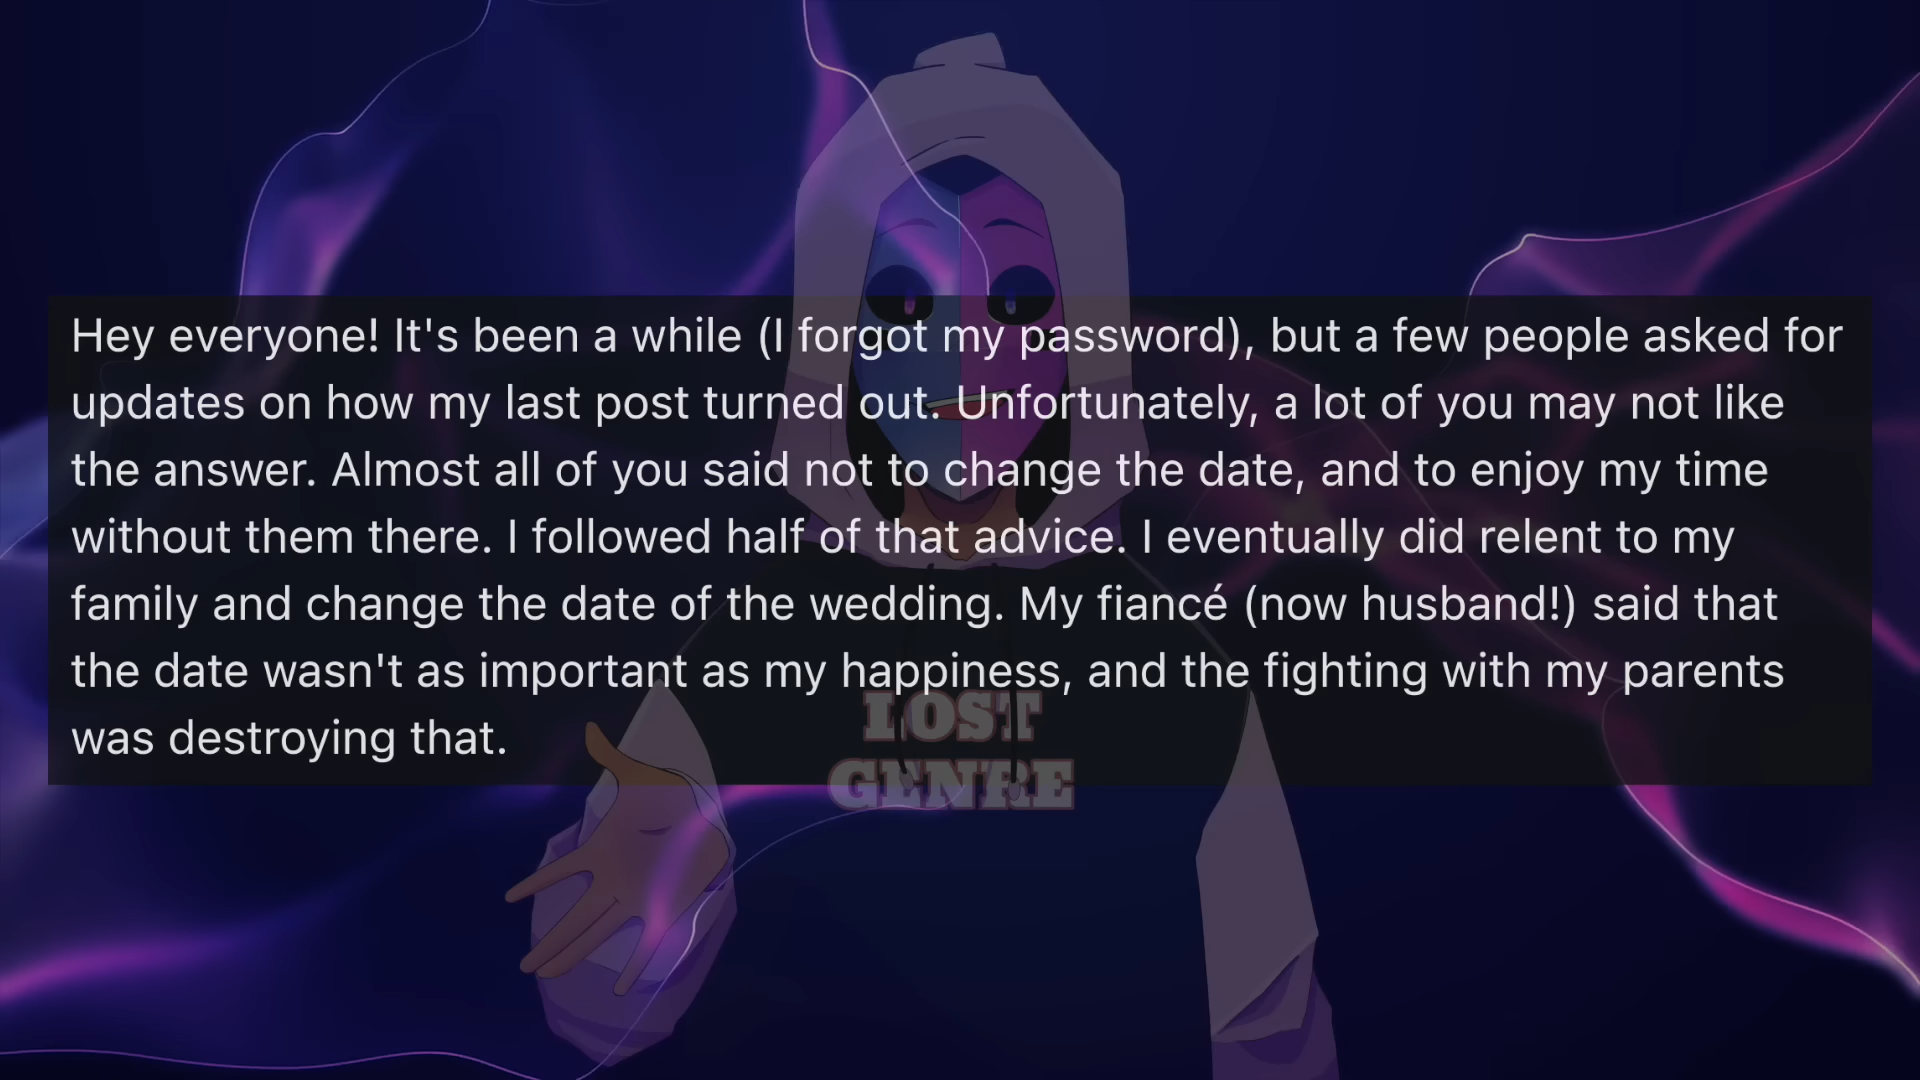 Hey everyone! It's been a while (I forgot my password), but a few people asked for
updates on how my last post turned out. Unfortunately, a lot of you may not like
the answer. Almost all of you said not to change the date, and to enjoy my time
without them there. I followed half of that advice. I eventually did relent to my
family and change the date of the wedding. My fiancé (now husband!) said that
the date wasn't as important as my happiness, and the fighting with my parents
was destroying that.
LOST
GENRE